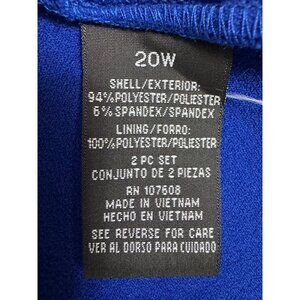 20W
SHELL/EXTERIOR:
94%POLYESTER/POLIESTER
6%SPANDEX/SPANDEX
LINING/FORRO:
100%POLYESTER/POLIESTER
2 PC SET
CONJUNTO DE 2 PIEZAS
RN 107608
MADE IN VIETNAM
HECHO EN VIETNAM
SEE REVERSE FOR CARE
VER AL DORSO PARA CUIDADO